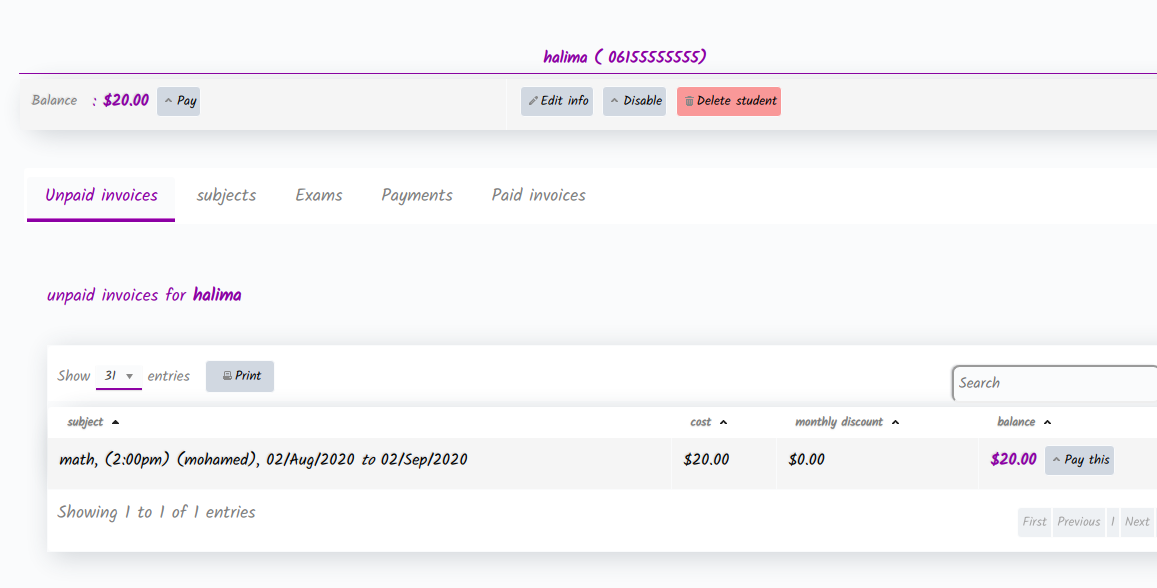 halima ( 06155555555)
Balance : $20.00 Pay Edit info Disable Delete student
Unpaid invoices subjects Exams Payments Paid invoices
unpaid invoices for halima
Show 31 entries Print Search
subject cost monthly discount balance
math, (2:00pm) (mohamed), 02/Aug/2020 to 02/Sep/2020 $20.00 $0.00 $20.00 Pay this
Showing 1 to 1 of 1 entries
First Previous 1 Next